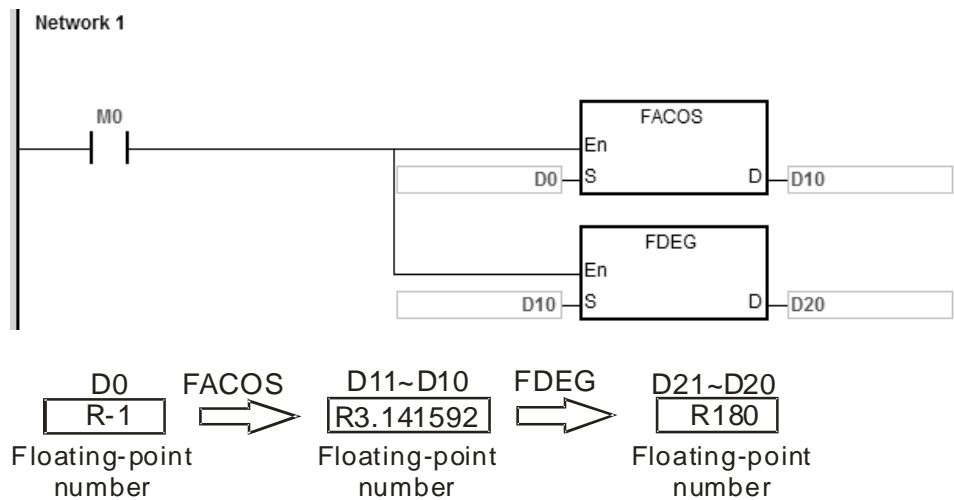 Network 1
M0
FACOS
En
D0 S D D10
FDEG
En
D10 S D D20
D0 FACOS D11~D10 FDEG D21~D20
R-1 R3.141592 R180
Floating-point Floating-point Floating-point
number number number